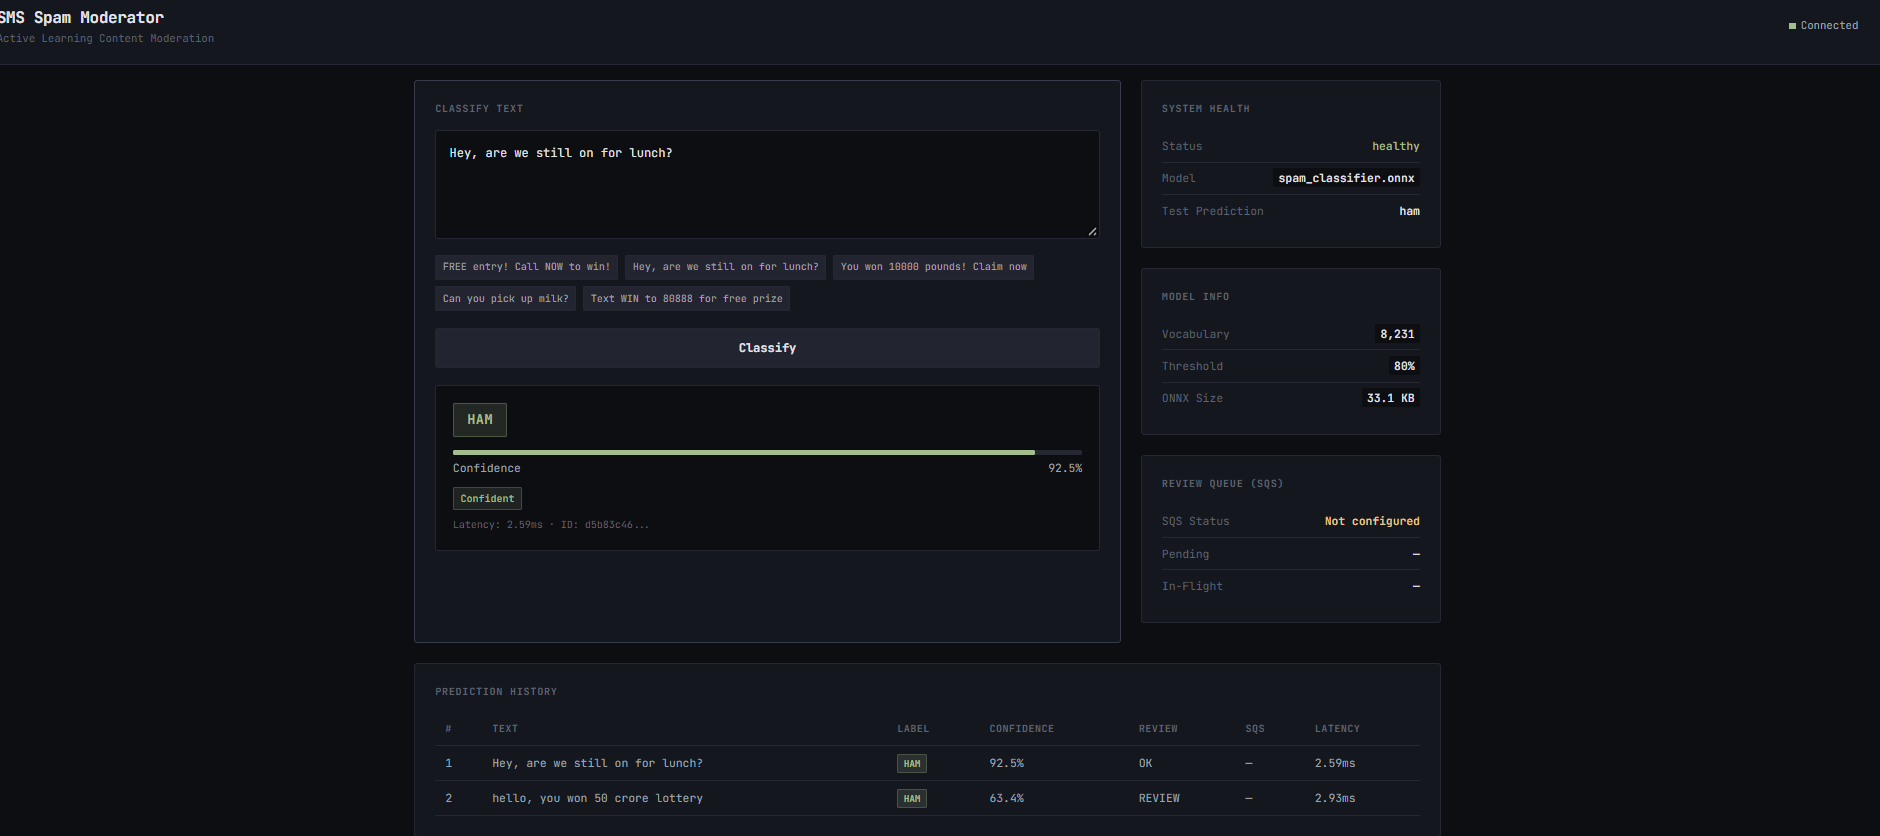 SMS Spam Moderator
Active Learning Content Moderation
Connected
CLASSIFY TEXT
Hey, are we still on for lunch?
FREE entry! Call NOW to win! Hey, are we still on for lunch? You won 10000 pounds! Claim now
Can you pick up milk? Text WIN to 80888 for free prize
Classify
HAM
Confidence 92.5%
Confident
Latency: 2.59ms · ID: d5b83c46...
SYSTEM HEALTH
Status healthy
Model spam_classifier.onnx
Test Prediction ham
MODEL INFO
Vocabulary 8,231
Threshold 80%
ONNX Size 33.1 KB
REVIEW QUEUE (SQS)
SQS Status Not configured
Pending —
In-Flight —
PREDICTION HISTORY
# TEXT LABEL CONFIDENCE REVIEW SQS LATENCY
1 Hey, are we still on for lunch? HAM 92.5% OK — 2.59ms
2 hello, you won 50 crore lottery HAM 63.4% REVIEW — 2.93ms